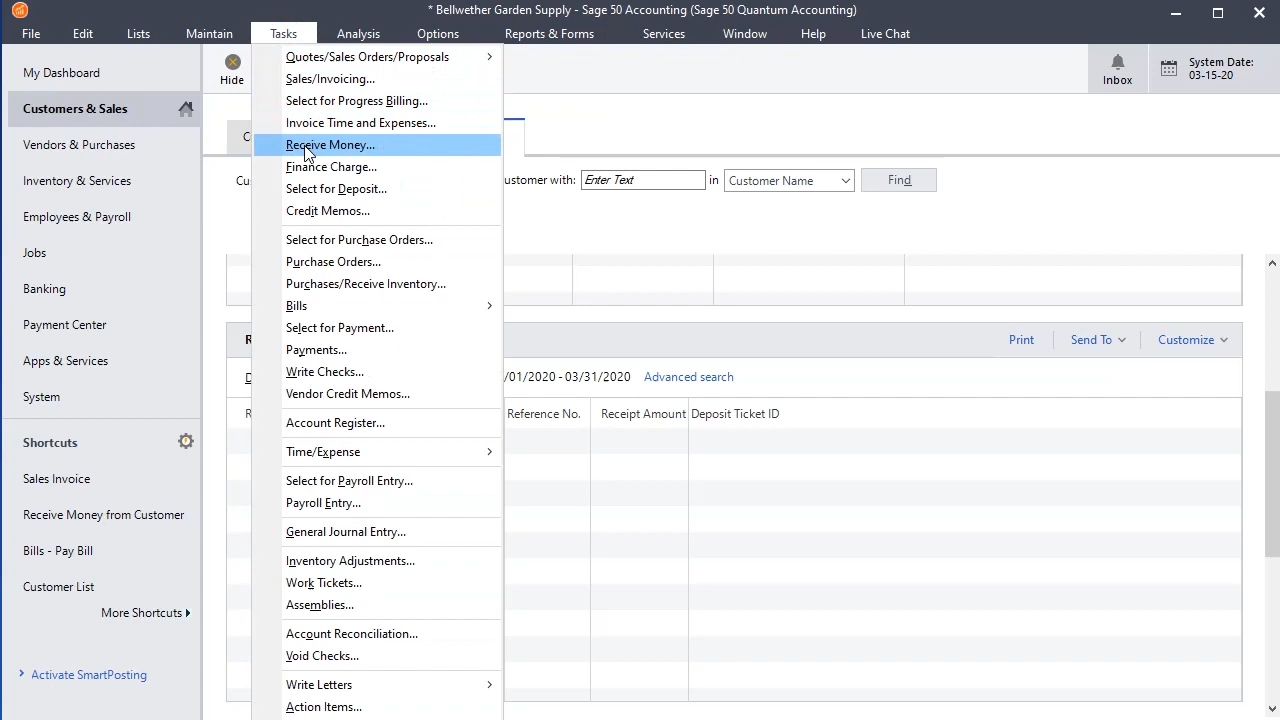 * Bellwether Garden Supply - Sage 50 Accounting (Sage 50 Quantum Accounting)
File Edit Lists Maintain Tasks Analysis Options Reports & Forms Services Window Help Live Chat
My Dashboard
Customers & Sales
Vendors & Purchases
Inventory & Services
Employees & Payroll
Jobs
Banking
Payment Center
Apps & Services
System
Shortcuts
Sales Invoice
Receive Money from Customer
Bills - Pay Bill
Customer List
More Shortcuts
Activate SmartPosting
Hide
Quotes/Sales Orders/Proposals
Sales/Invoicing...
Select for Progress Billing...
Invoice Time and Expenses...
Receive Money...
Finance Charge...
Select for Deposit...
Credit Memos...
Select for Purchase Orders...
Purchase Orders...
Purchases/Receive Inventory...
Bills
Select for Payment...
Payments...
Write Checks...
Vendor Credit Memos...
Account Register...
Time/Expense
Select for Payroll Entry...
Payroll Entry...
General Journal Entry...
Inventory Adjustments...
Work Tickets...
Assemblies...
Account Reconciliation...
Void Checks...
Write Letters
Action Items...
Inbox
System Date:
03-15-20
C
Cu ustomer with: Enter Text in Customer Name Find
R Print Send To Customize
D /01/2020 - 03/31/2020 Advanced search
R Reference No. Receipt Amount Deposit Ticket ID